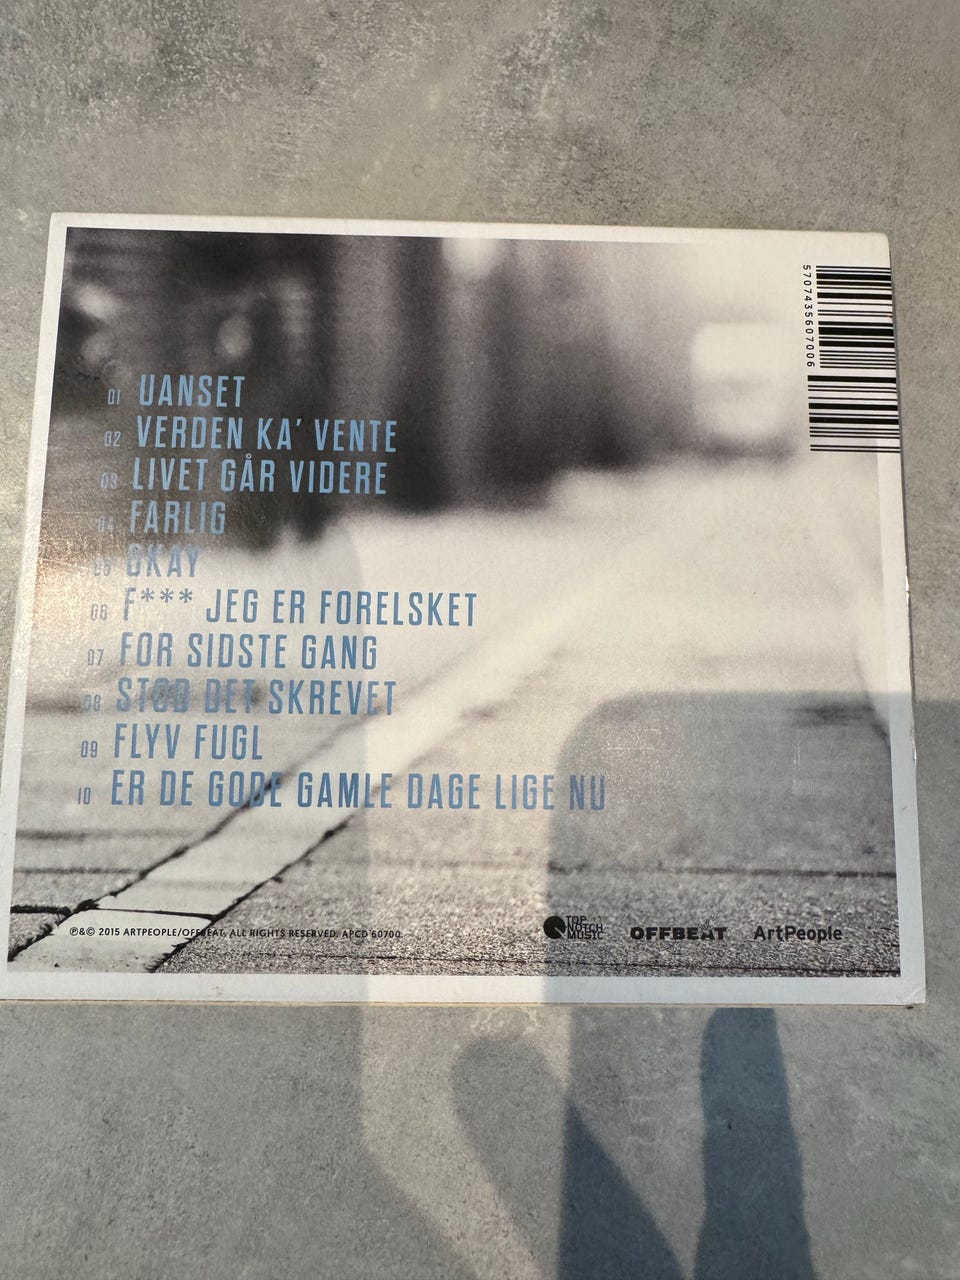 01 UANSET
02 VERDEN KA' VENTE
03 LIVET GÅR VIDERE
04 FARLIG
05 OKAY
06 F*** JEG ER FORELSKET
07 FOR SIDSTE GANG
08 STOD DET SKREVET
09 FLYV FUGL
10 ER DE GODE GAMLE DAGE LIGE NU
℗&© 2015 ARTPEOPLE/OFFBEAT. ALL RIGHTS RESERVED. APCD 60700.
TOP
NOTCH
MUSIC
OFFBEAT
ArtPeople
5707435607006